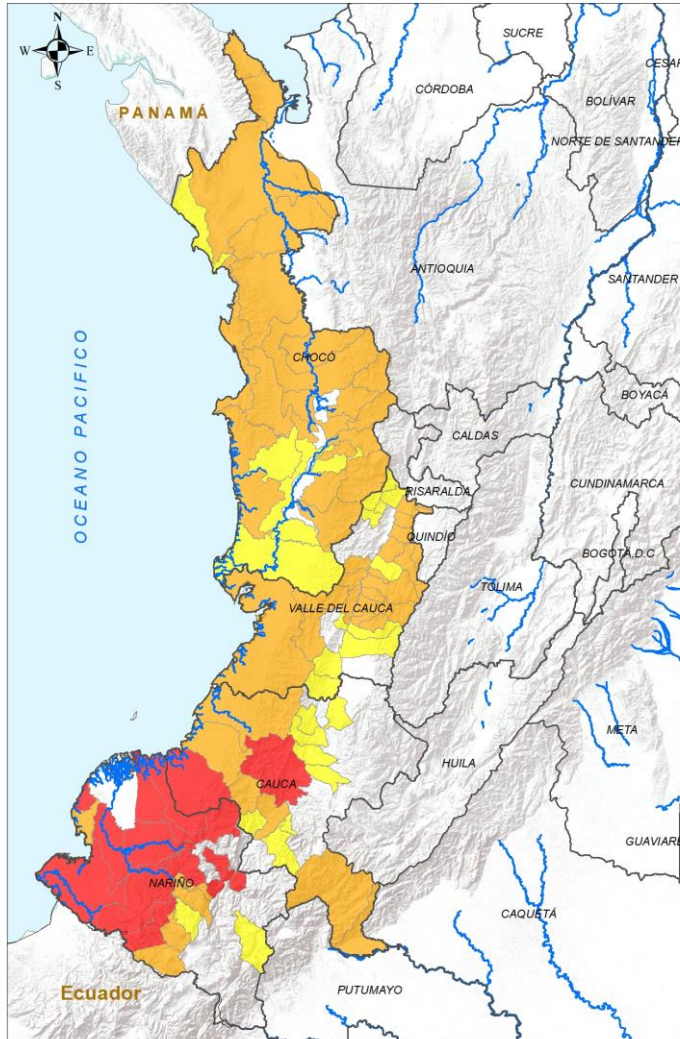 N
W E
S
SUCRE
CESAR
CÓRDOBA
BOLÍVAR
PANAMÁ
NORTE DE SANTANDER
ANTIOQUIA
SANTANDER
OCEANO PACIFICO
CHOCÓ
BOYACÁ
CALDAS
CUNDINAMARCA
RISARALDA
QUINDÍO
BOGOTÁ, D.C
TOLIMA
VALLE DEL CAUCA
META
HUILA
CAUCA
GUAVIARE
NARIÑO
CAQUETÁ
PUTUMAYO
Ecuador